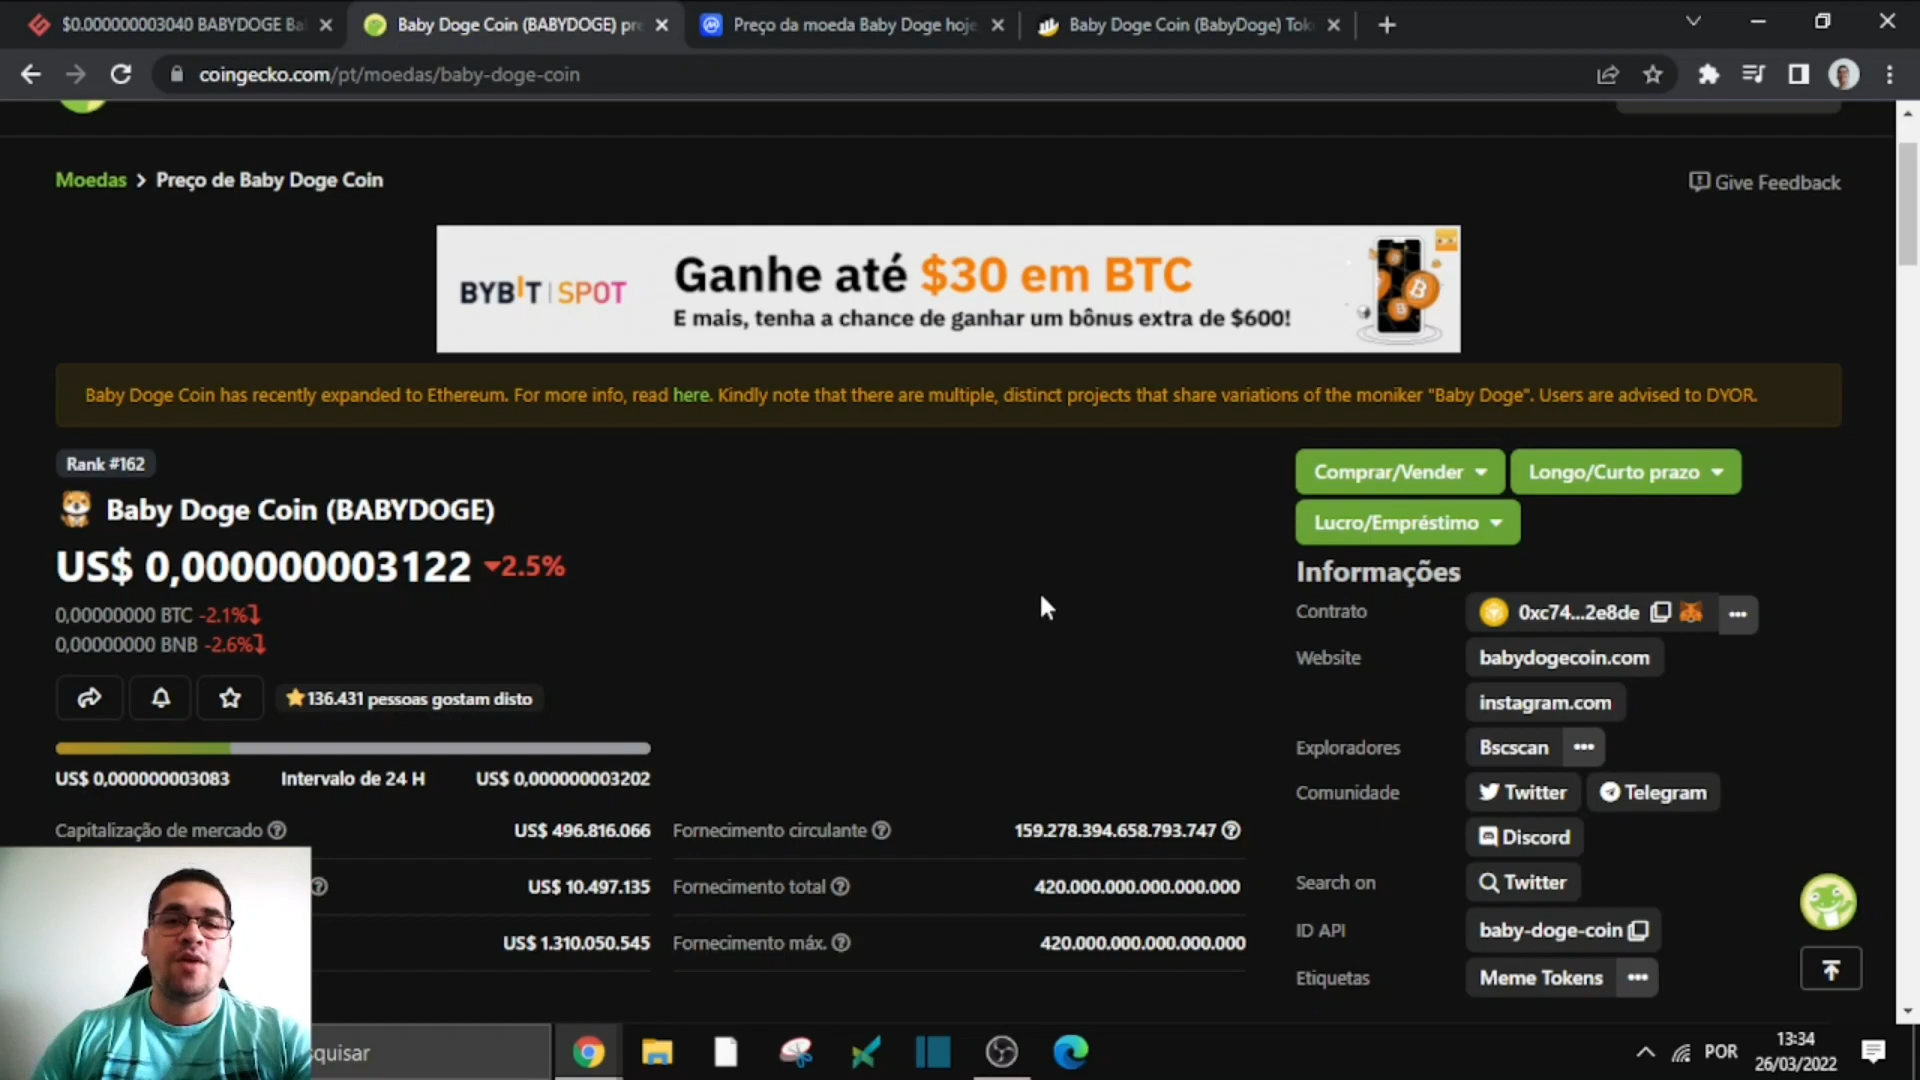 $0.000000003040 BABYDOGE Ba
Baby Doge Coin (BABYDOGE) pre
Preço da moeda Baby Doge hoje
Baby Doge Coin (BabyDoge) Tok
coingecko.com/pt/moedas/baby-doge-coin
Moedas > Preço de Baby Doge Coin
Give Feedback
BYBIT | SPOT
Ganhe até $30 em BTC
E mais, tenha a chance de ganhar um bônus extra de $600!
Baby Doge Coin has recently expanded to Ethereum. For more info, read here. Kindly note that there are multiple, distinct projects that share variations of the moniker "Baby Doge". Users are advised to DYOR.
Rank #162
Baby Doge Coin (BABYDOGE)
US$ 0,000000003122 2.5%
0,00000000 BTC -2.1%
0,00000000 BNB -2.6%
136.431 pessoas gostam disto
US$ 0,000000003083 Intervalo de 24 H US$ 0,000000003202
Capitalização de mercado US$ 496.816.066
US$ 10.497.135
US$ 1.310.050.545
Fornecimento circulante 159.278.394.658.793.747
Fornecimento total 420.000.000.000.000.000
Fornecimento máx. 420.000.000.000.000.000
Comprar/Vender
Longo/Curto prazo
Lucro/Empréstimo
Informações
Contrato 0xc74...2e8de
Website babydogecoin.com
instagram.com
Exploradores Bscscan
Comunidade Twitter Telegram
Discord
Search on Twitter
ID API baby-doge-coin
Etiquetas Meme Tokens
squisar
POR
13:34
26/03/2022